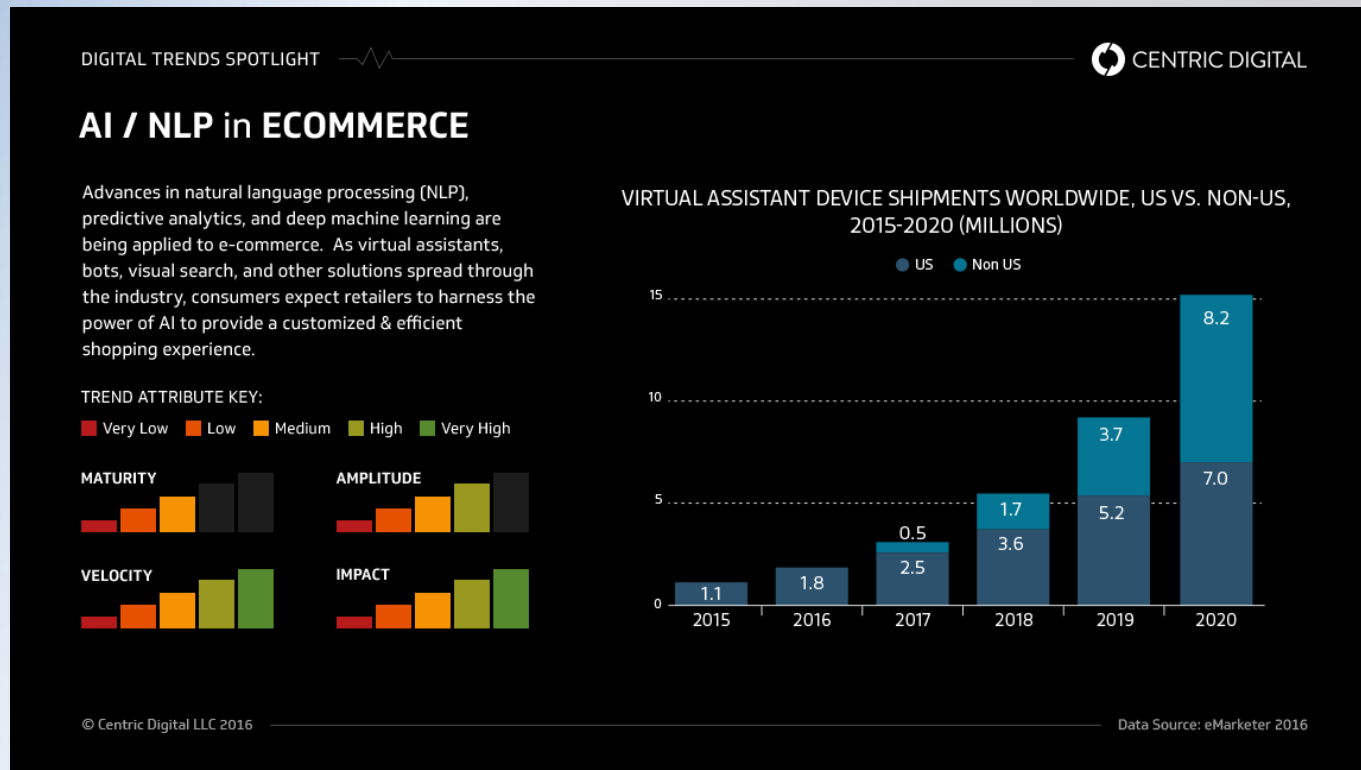 DIGITAL TRENDS SPOTLIGHT
CENTRIC DIGITAL
AI / NLP in ECOMMERCE
Advances in natural language processing (NLP),
predictive analytics, and deep machine learning are
being applied to e-commerce.  As virtual assistants,
bots, visual search, and other solutions spread through
the industry, consumers expect retailers to harness the
power of AI to provide a customized & efficient
shopping experience.
TREND ATTRIBUTE KEY:
Very Low Low Medium High Very High
MATURITY AMPLITUDE
VELOCITY IMPACT
VIRTUAL ASSISTANT DEVICE SHIPMENTS WORLDWIDE, US VS. NON-US,
2015-2020 (MILLIONS)
US Non US
15
8.2
10
3.7
7.0
5
1.7
5.2
0.5
3.6
2.5
1.8
1.1
0
2015 2016 2017 2018 2019 2020
© Centric Digital LLC 2016
Data Source: eMarketer 2016